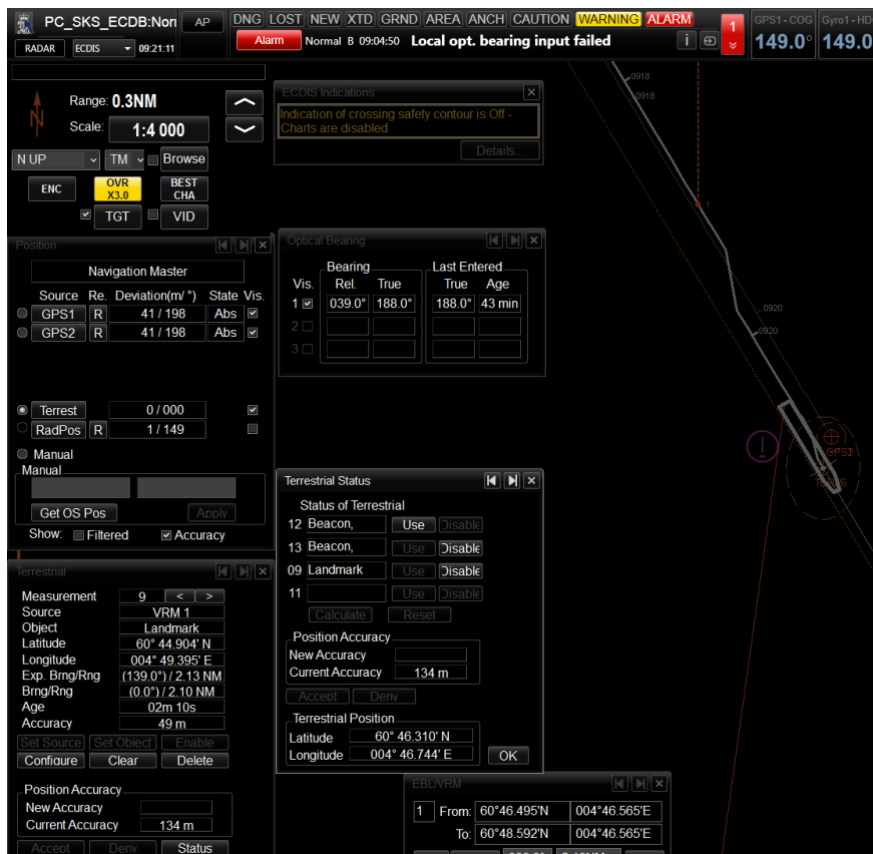 PC_SKS_ECDB:Nor
AP
DNG LOST NEW XTD GRND AREA ANCH CAUTION WARNING ALARM
RADAR ECDIS 09:21:11
Alarm Normal B 09:04:50 Local opt. bearing input failed
i
1
GPS1 - COG Gyro1 - HD
149.0° 149.0
Range: 0.3NM
Scale: 1:4 000
N
N UP TM Browse
ENC OVR X3.0 BEST CHA
TGT VID
ECDIS Indications
Indication of crossing safety contour is Off -
Charts are disabled
Details...
Position
Navigation Master
Source Re. Deviation(m/ °) State Vis.
GPS1 R 41 / 198 Abs
GPS2 R 41 / 198 Abs
Terrest 0 / 000
RadPos R 1 / 149
Manual
Manual
Get OS Pos Apply
Show: Filtered Accuracy
Optical Bearing
Bearing Last Entered
Vis. Rel. True True Age
1 039.0° 188.0° 188.0° 43 min
2
3
Terrestrial
Measurement 9 < >
Source VRM 1
Object Landmark
Latitude 60° 44.904' N
Longitude 004° 49.395' E
Exp. Brng/Rng (139.0°) / 2.13 NM
Brng/Rng (0.0°) / 2.10 NM
Age 02m 10s
Accuracy 49 m
Set Source Set Object Enable
Configure Clear Delete
Position Accuracy
New Accuracy
Current Accuracy 134 m
Accept Deny Status
Terrestrial Status
Status of Terrestrial
12 Beacon, Use Disable
13 Beacon, Use Disable
09 Landmark Use Disable
11 Use Disable
Calculate Reset
Position Accuracy
New Accuracy
Current Accuracy 134 m
Accept Deny
Terrestrial Position
Latitude 60° 46.310' N
Longitude 004° 46.744' E OK
EBL/VRM
1 From: 60°46.495'N 004°46.565'E
To: 60°48.592'N 004°46.565'E
0918
0918
1
0920
0920
GPS1